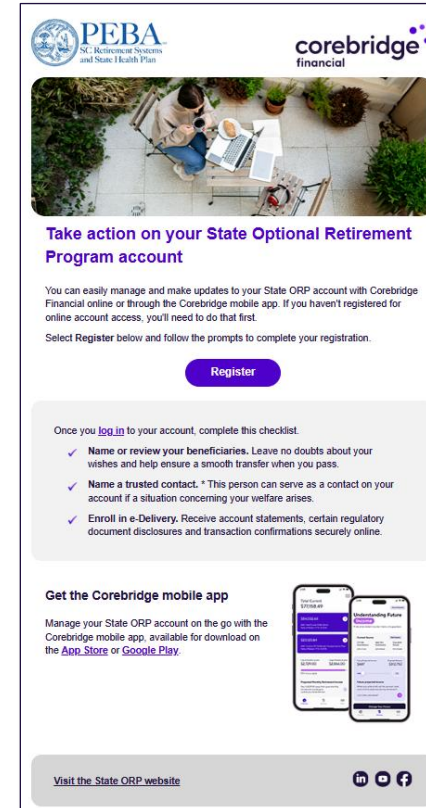 PEBA
SC Retirement Systems
and State Health Plan
corebridge
financial
Take action on your State Optional Retirement
Program account
You can easily manage and make updates to your State ORP account with Corebridge
Financial online or through the Corebridge mobile app. If you haven't registered for
online account access, you'll need to do that first.
Select Register below and follow the prompts to complete your registration.
Register
Once you log in to your account, complete this checklist.
Name or review your beneficiaries. Leave no doubts about your
wishes and help ensure a smooth transfer when you pass.
Name a trusted contact. * This person can serve as a contact on your
account if a situation concerning your welfare arises.
Enroll in e-Delivery. Receive account statements, certain regulatory
document disclosures and transaction confirmations securely online.
Get the Corebridge mobile app
Manage your State ORP account on the go with the
Corebridge mobile app, available for download on
the App Store or Google Play.
Understanding Future
Visit the State ORP website